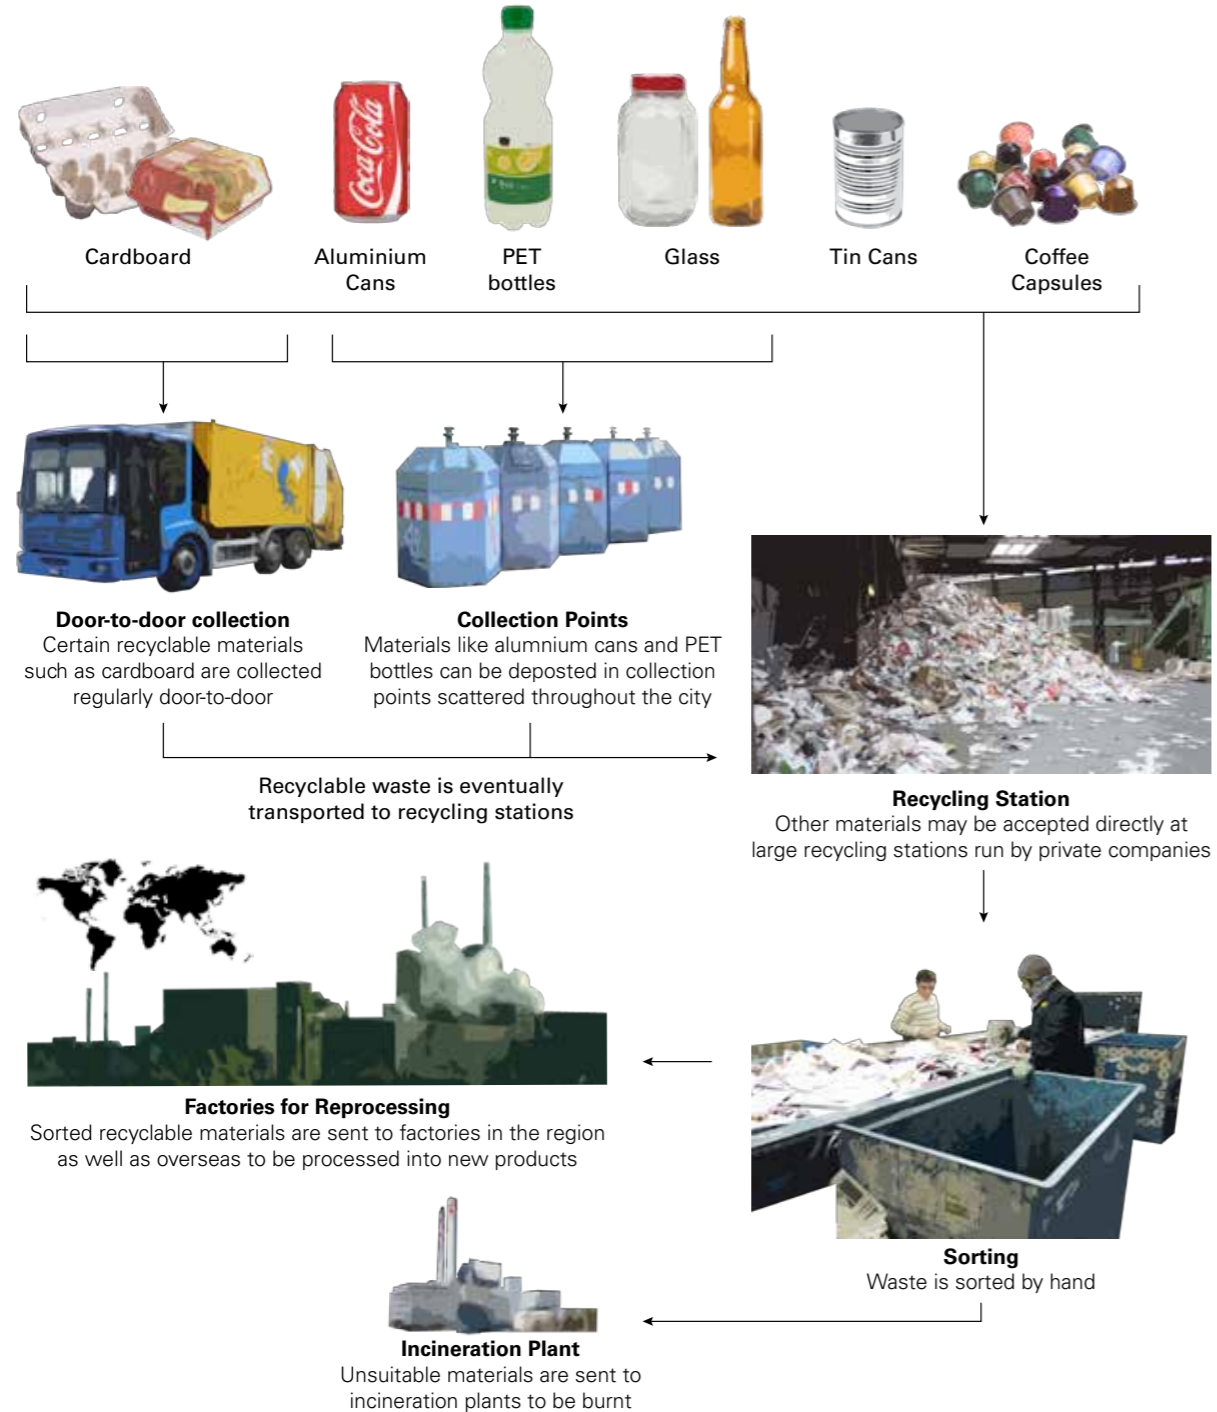 Coca-Cola
Cardboard
Aluminium
Cans
PET
bottles
Glass
Tin Cans
Coffee
Capsules
Door-to-door collection
Certain recyclable materials
such as cardboard are collected
regularly door-to-door
Collection Points
Materials like alumnium cans and PET
bottles can be deposted in collection
points scattered throughout the city
Recyclable waste is eventually
transported to recycling stations
Recycling Station
Other materials may be accepted directly at
large recycling stations run by private companies
Factories for Reprocessing
Sorted recyclable materials are sent to factories in the region
as well as overseas to be processed into new products
Sorting
Waste is sorted by hand
Incineration Plant
Unsuitable materials are sent to
incineration plants to be burnt